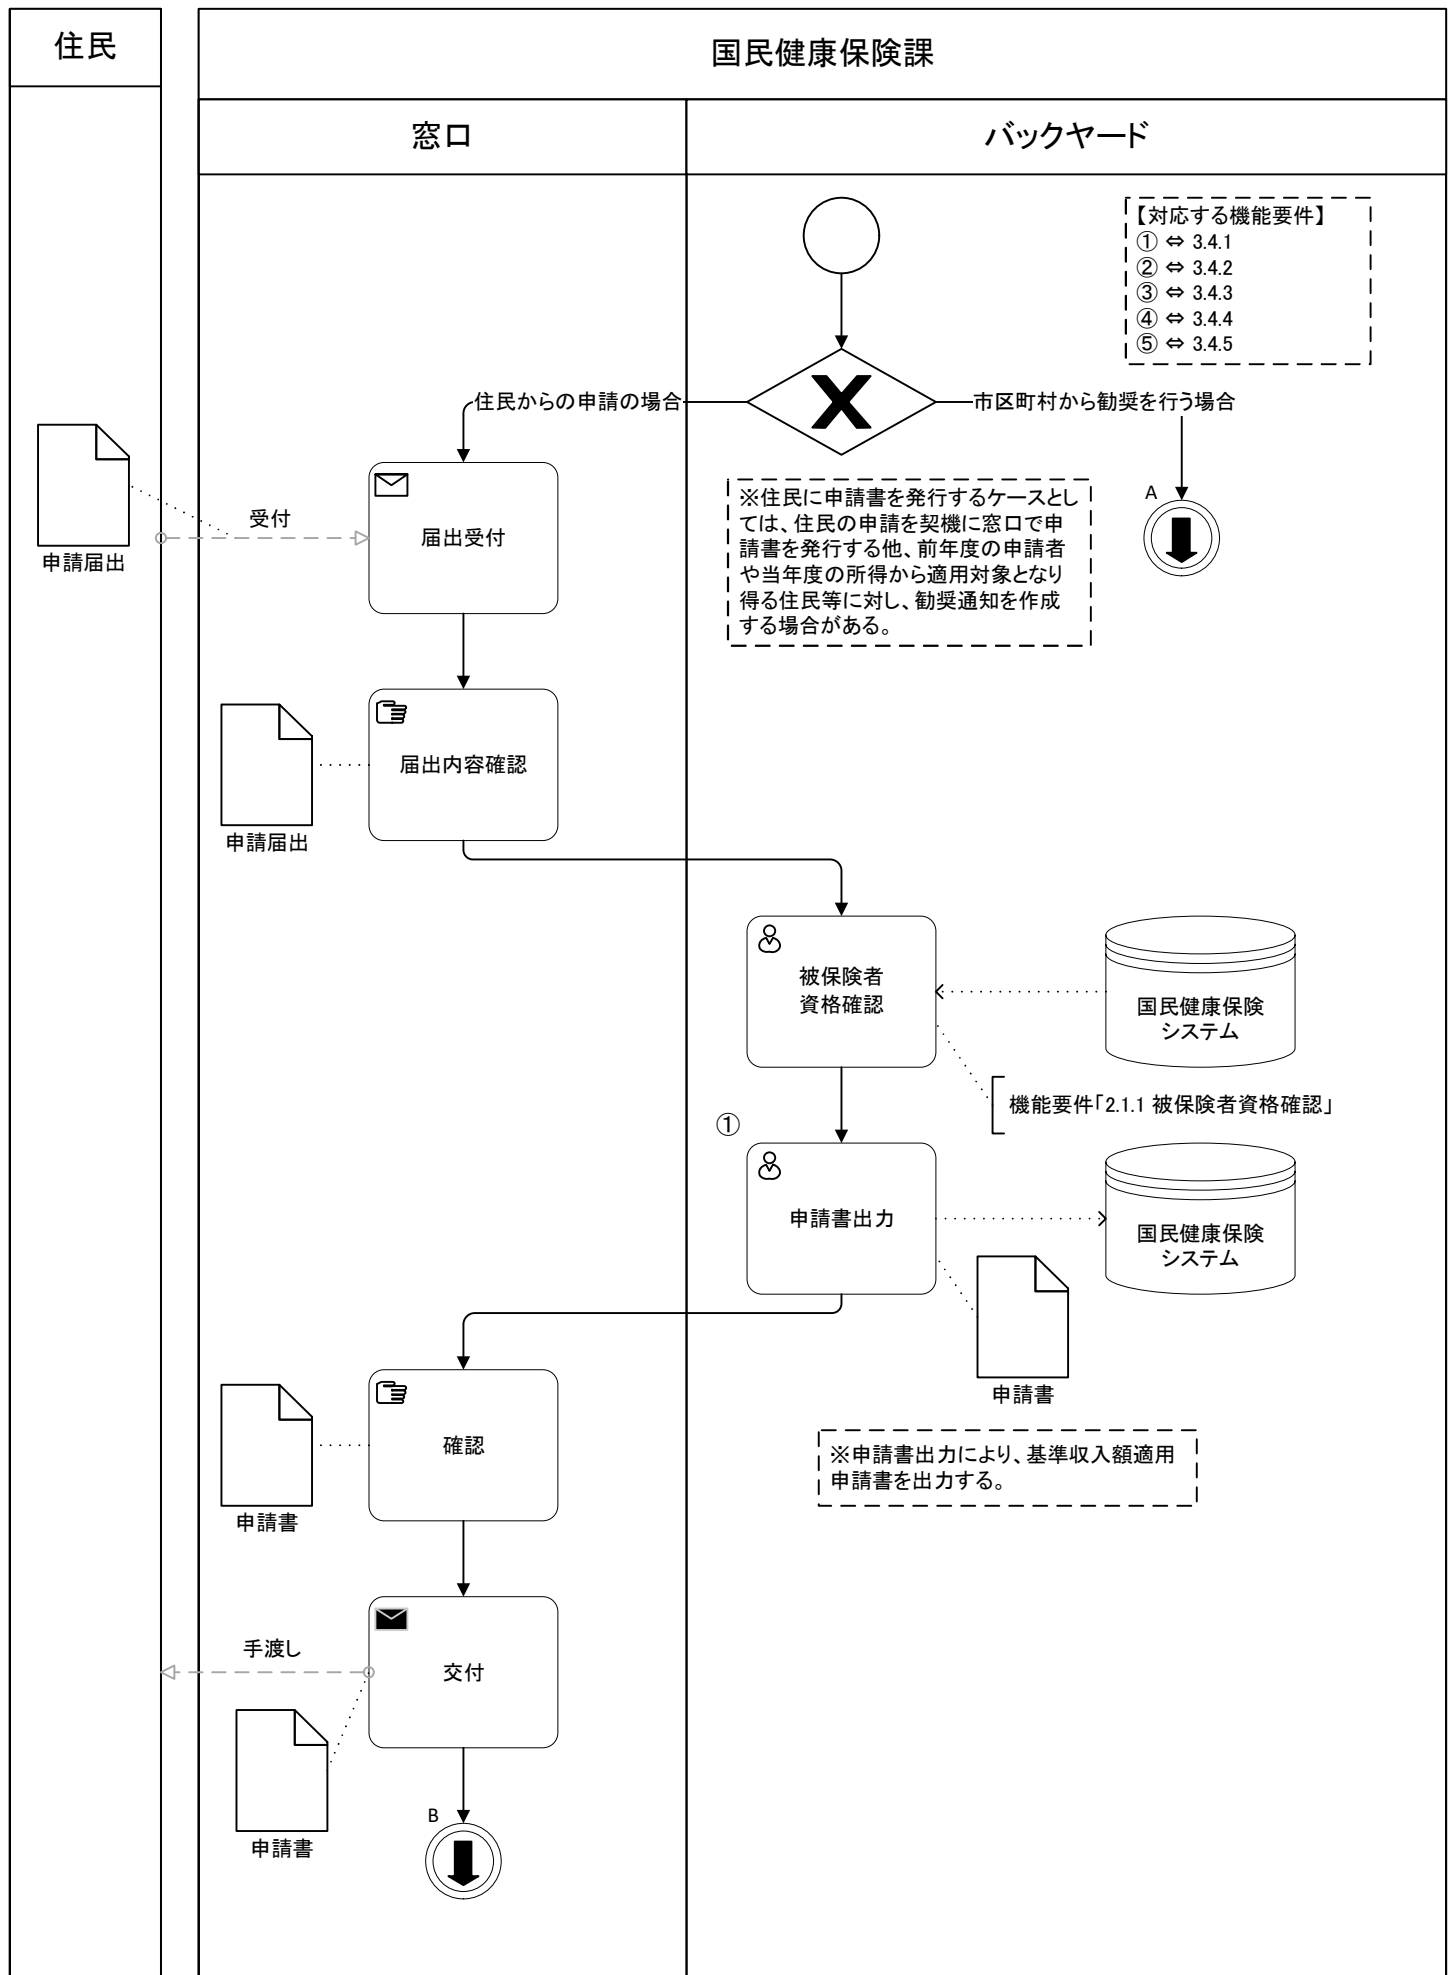 住民
国民健康保険課
窓口
バックヤード
【対応する機能要件】
① ⇔ 3.4.1
② ⇔ 3.4.2
③ ⇔ 3.4.3
④ ⇔ 3.4.4
⑤ ⇔ 3.4.5
住民からの申請の場合
市区町村から勧奨を行う場合
A
※住民に申請書を発行するケースとし
ては、住民の申請を契機に窓口で申
請書を発行する他、前年度の申請者
や当年度の所得から適用対象となり
得る住民等に対し、勧奨通知を作成
する場合がある。
申請届出
受付
届出受付
届出内容確認
申請届出
被保険者
資格確認
国民健康保険
システム
機能要件「2.1.1 被保険者資格確認」
①
申請書出力
国民健康保険
システム
申請書
確認
申請書
※申請書出力により、基準収入額適用
申請書を出力する。
手渡し
交付
申請書
B